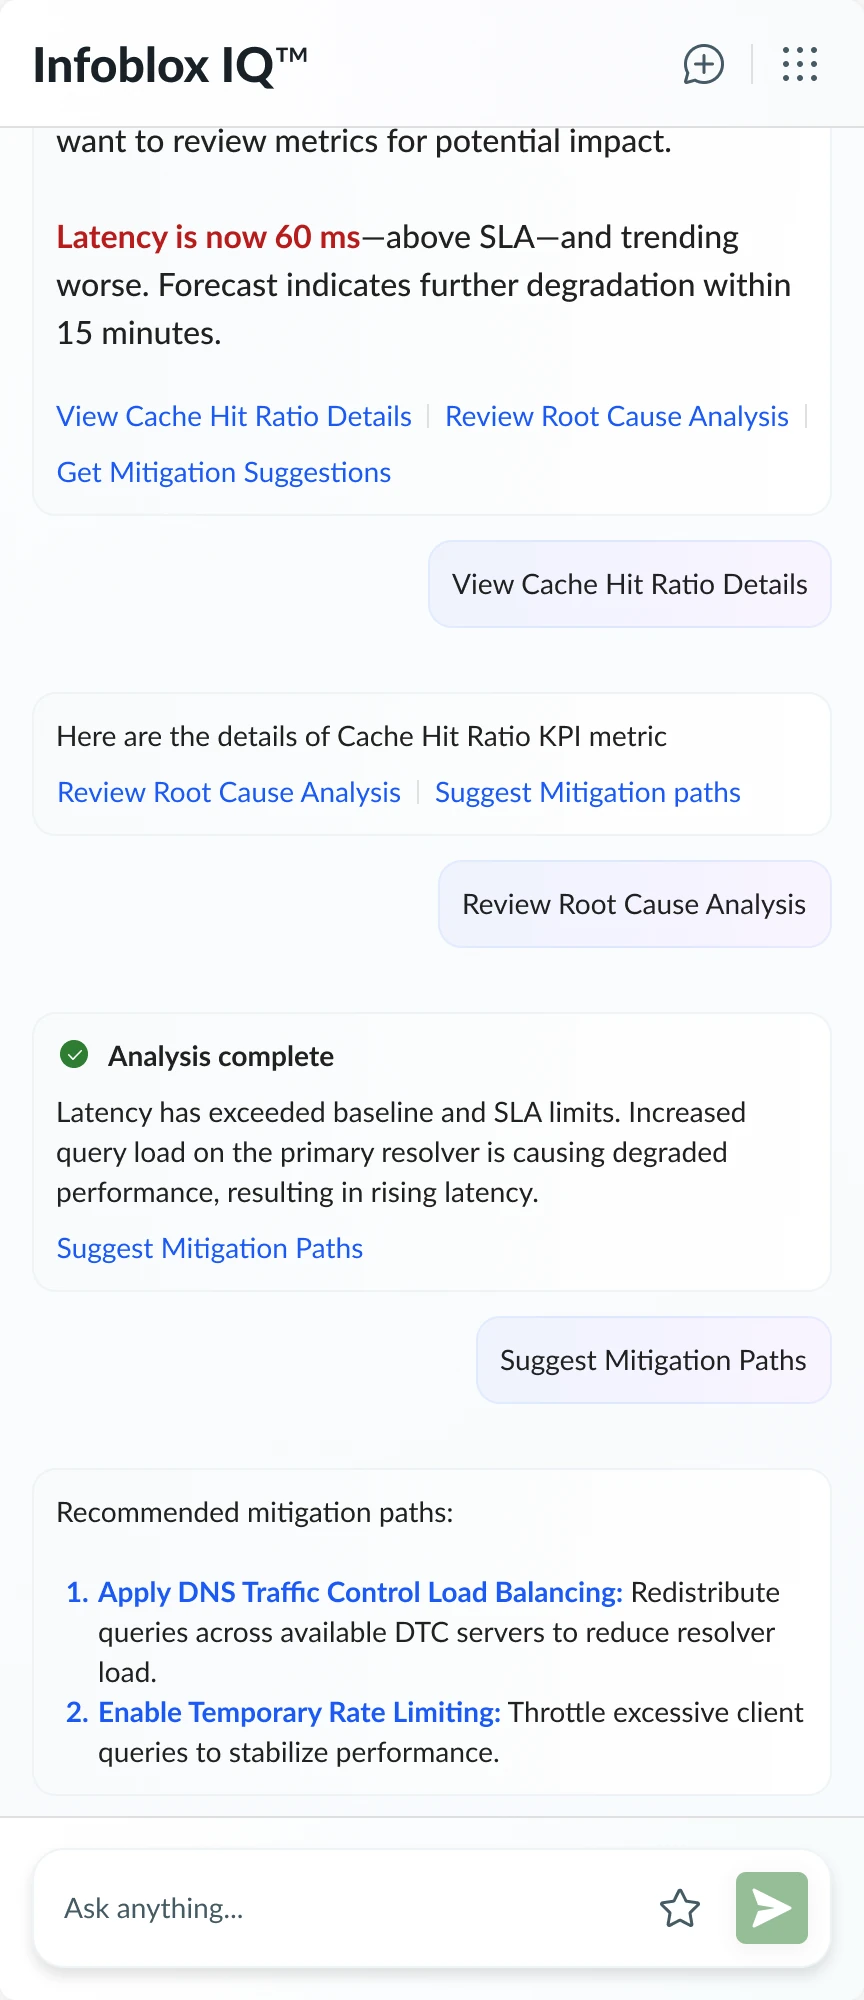 Infoblox IQ™
want to review metrics for potential impact.
Latency is now 60 ms—above SLA—and trending
worse. Forecast indicates further degradation within
15 minutes.
View Cache Hit Ratio Details | Review Root Cause Analysis |
Get Mitigation Suggestions
View Cache Hit Ratio Details
Here are the details of Cache Hit Ratio KPI metric
Review Root Cause Analysis | Suggest Mitigation paths
Review Root Cause Analysis
Analysis complete
Latency has exceeded baseline and SLA limits. Increased
query load on the primary resolver is causing degraded
performance, resulting in rising latency.
Suggest Mitigation Paths
Suggest Mitigation Paths
Recommended mitigation paths:
1. Apply DNS Traffic Control Load Balancing: Redistribute
queries across available DTC servers to reduce resolver
load.
2. Enable Temporary Rate Limiting: Throttle excessive client
queries to stabilize performance.
Ask anything...